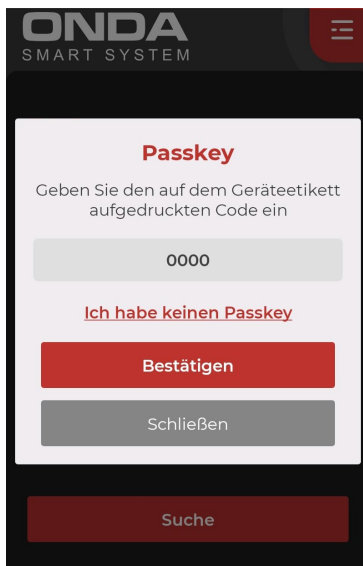 ONDA
SMART SYSTEM
Passkey
Geben Sie den auf dem Geräteetikett
aufgedruckten Code ein
0000
Ich habe keinen Passkey
Bestätigen
Schließen
Suche